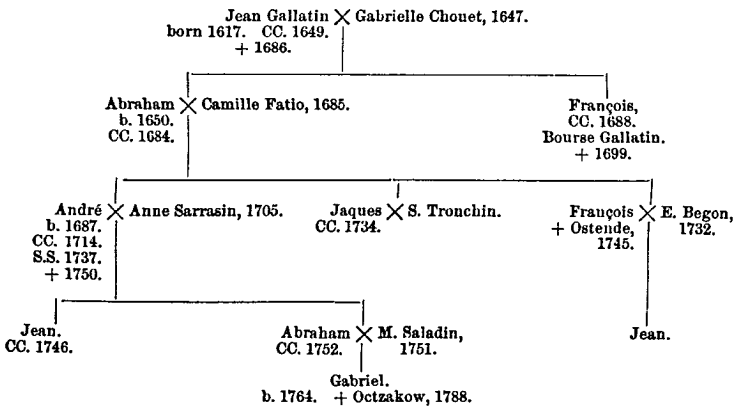 Jean Gallatin X Gabrielle Chouet, 1647.
born 1617. CC. 1649.
+ 1686.
Abraham X Camille Fatio, 1685.
b. 1650.
CC. 1684.
François,
CC. 1688.
Bourse Gallatin.
+ 1699.
André X Anne Sarrasin, 1705.
b. 1687.
CC. 1714.
S.S. 1737.
+ 1750.
Jaques X S. Tronchin.
CC. 1734.
François X E. Begon,
+ Ostende, 1732.
1745.
Jean.
CC. 1746.
Abraham X M. Saladin,
CC. 1752. 1751.
Gabriel.
b. 1764. + Octzakow, 1788.
Jean.